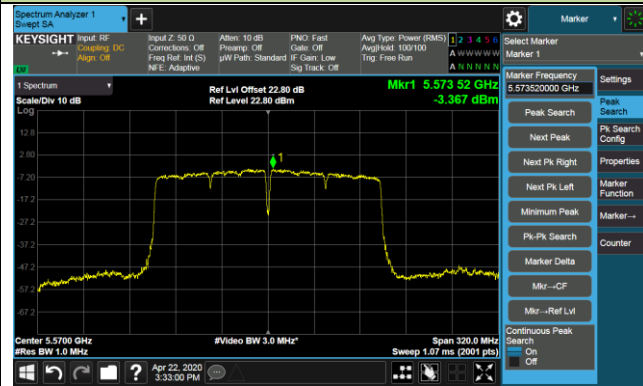 Spectrum Analyzer 1
Swept SA
+
Marker
KEYSIGHT Input: RF Input Z: 50 Ω Atten: 10 dB PNO: Fast Avg Type: Power (RMS) 1 2 3 4 5 6
Coupling: DC Corrections: Off Preamp: Off Gate: Off Avg|Hold: 100/100 A W W W W W
Align: Off Freq Ref: Int (S) µW Path: Standard IF Gain: Low Trig: Free Run
NFE: Adaptive Sig Track: Off A N N N N N
Select Marker
Marker 1
1 Spectrum
Scale/Div 10 dB
Ref Lvl Offset 22.80 dB
Ref Level 22.80 dBm
Mkr1 5.573 52 GHz
-3.367 dBm
Log
12.8
2.80
-7.20
-17.2
-27.2
-37.2
-47.2
-57.2
-67.2
1
Center 5.5700 GHz
#Res BW 1.0 MHz
#Video BW 3.0 MHz*
Span 320.0 MHz
Sweep 1.07 ms (2001 pts)
Marker Frequency
5.573520000 GHz
Peak Search
Next Peak
Next Pk Right
Next Pk Left
Minimum Peak
Pk-Pk Search
Marker Delta
Mkr→CF
Mkr→Ref Lvl
Continuous Peak
Search
On
Off
Settings
Peak
Search
Pk Search
Config
Properties
Marker
Function
Marker→
Counter
?
Apr 22, 2020
3:33:00 PM